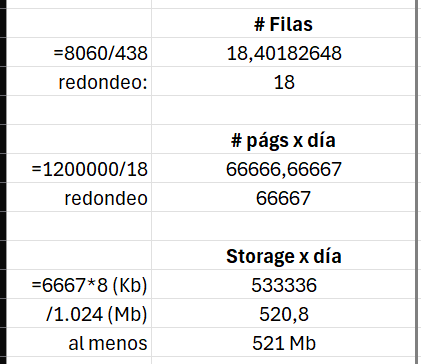 # Filas
=8060/438 18,40182648
redondeo: 18
# págs x día
=1200000/18 66666,66667
redondeo 66667
Storage x día
=6667*8 (Kb) 533336
/1.024 (Mb) 520,8
al menos 521 Mb